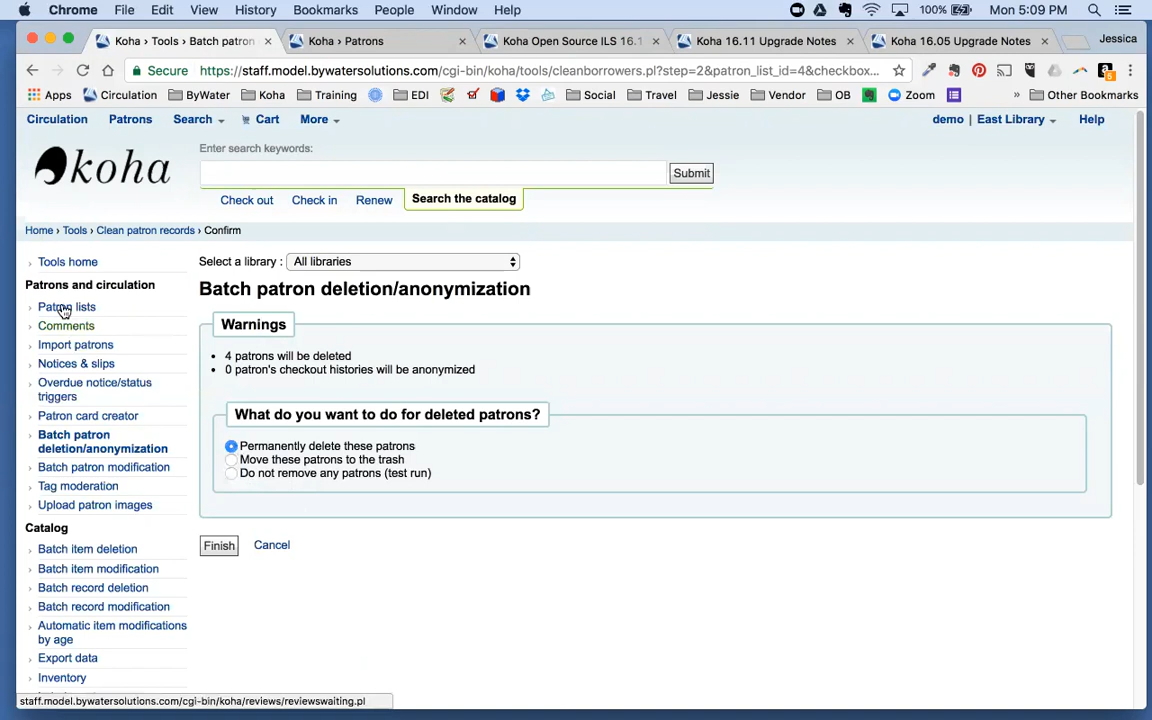 Chrome File Edit View History Bookmarks People Window Help 100% Mon 5:09 PM
Koha › Tools › Batch patron × Koha › Patrons × Koha Open Source ILS 16.1 × Koha 16.11 Upgrade Notes × Koha 16.05 Upgrade Notes × Jessica
Secure https://staff.model.bywatersolutions.com/cgi-bin/koha/tools/cleanborrowers.pl?step=2&patron_list_id=4&checkbox...
Apps Circulation ByWater Koha Training EDI Social Travel Jessie Vendor OB Zoom » Other Bookmarks
Circulation Patrons Search Cart More demo | East Library Help
koha
Enter search keywords:
Submit
Check out Check in Renew Search the catalog
Home › Tools › Clean patron records › Confirm
Tools home
Patrons and circulation
Patron lists
Comments
Import patrons
Notices & slips
Overdue notice/status
triggers
Patron card creator
Batch patron
deletion/anonymization
Batch patron modification
Tag moderation
Upload patron images
Catalog
Batch item deletion
Batch item modification
Batch record deletion
Batch record modification
Automatic item modifications
by age
Export data
Inventory
Select a library : All libraries
Batch patron deletion/anonymization
Warnings
• 4 patrons will be deleted
• 0 patron's checkout histories will be anonymized
What do you want to do for deleted patrons?
Permanently delete these patrons
Move these patrons to the trash
Do not remove any patrons (test run)
Finish Cancel
staff.model.bywatersolutions.com/cgi-bin/koha/reviews/reviewswaiting.pl